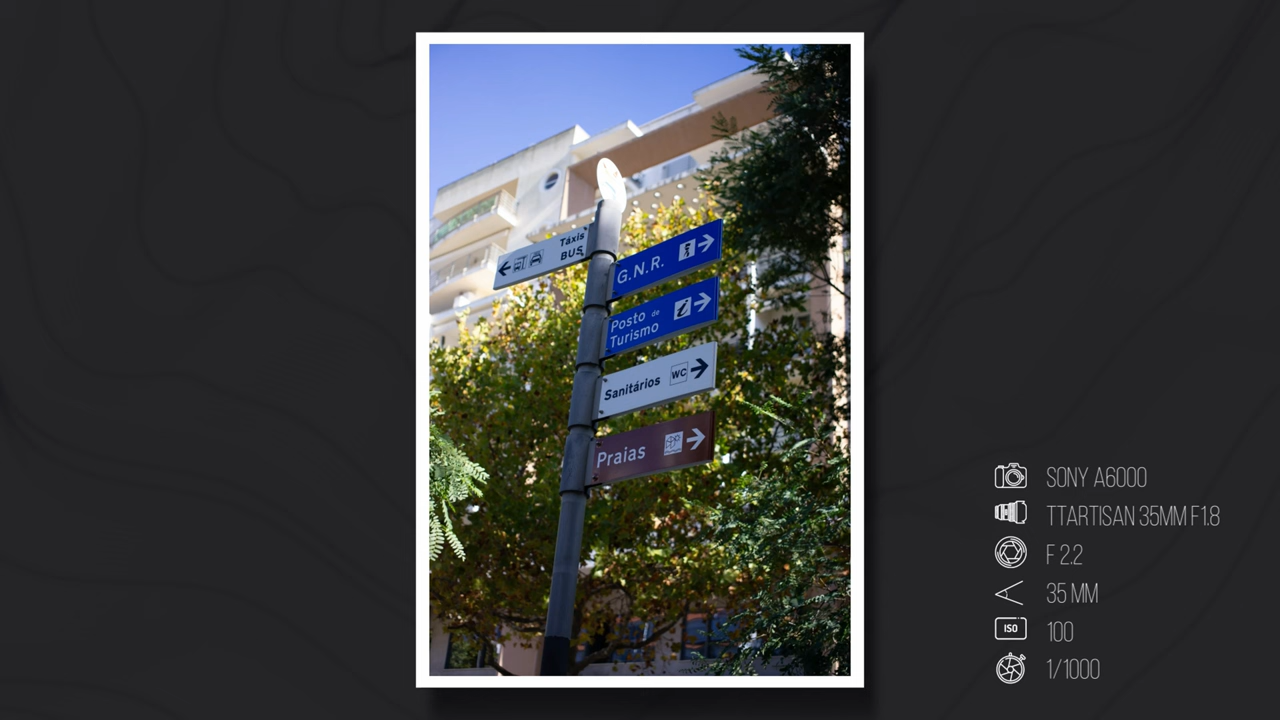 Táxis
BUS
G.N.R.
Posto de
Turismo
Sanitários WC
Praias
SONY A6000
TTARTISAN 35MM F1.8
F 2.2
35 MM
ISO 100
1/1000